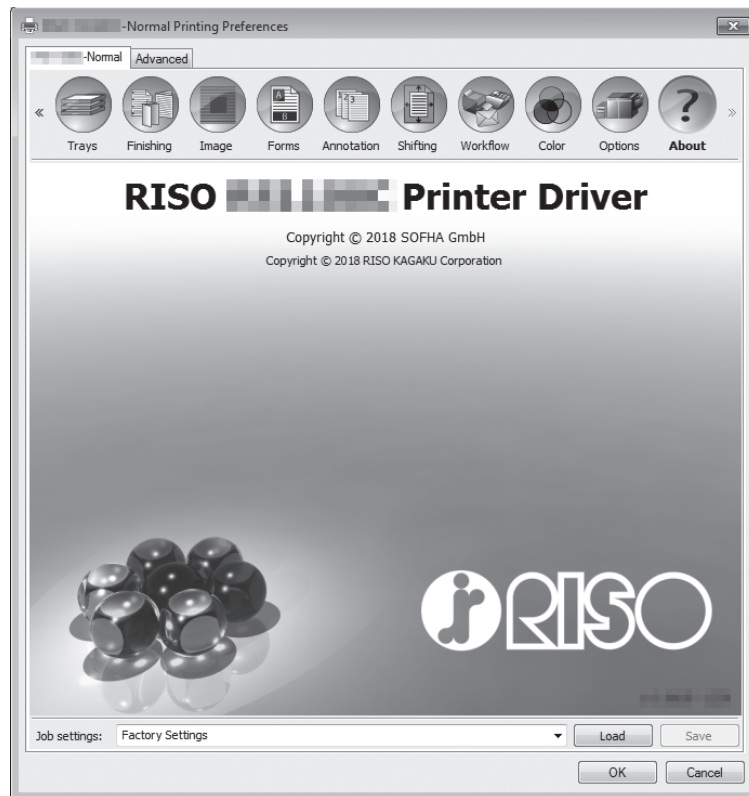 -Normal Printing Preferences
-Normal Advanced
« Trays Finishing Image Forms Annotation Shifting Workflow Color Options About »
RISO Printer Driver
Copyright © 2018 SOFHA GmbH
Copyright © 2018 RISO KAGAKU Corporation
RISO
Job settings: Factory Settings Load Save
OK Cancel